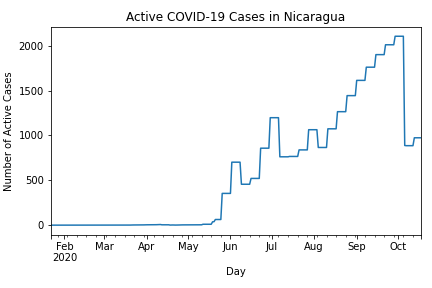 Active COVID-19 Cases in Nicaragua
Number of Active Cases
2000
1500
1000
500
0
Feb Mar Apr May Jun Jul Aug Sep Oct
2020
Day